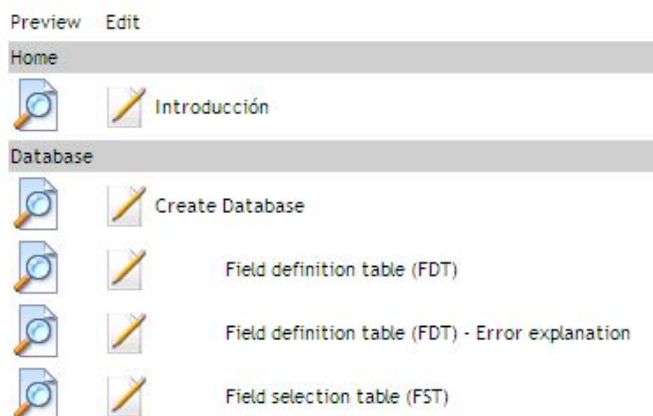 Preview Edit
Home
Introducción
Database
Create Database
Field definition table (FDT)
Field definition table (FDT) - Error explanation
Field selection table (FST)